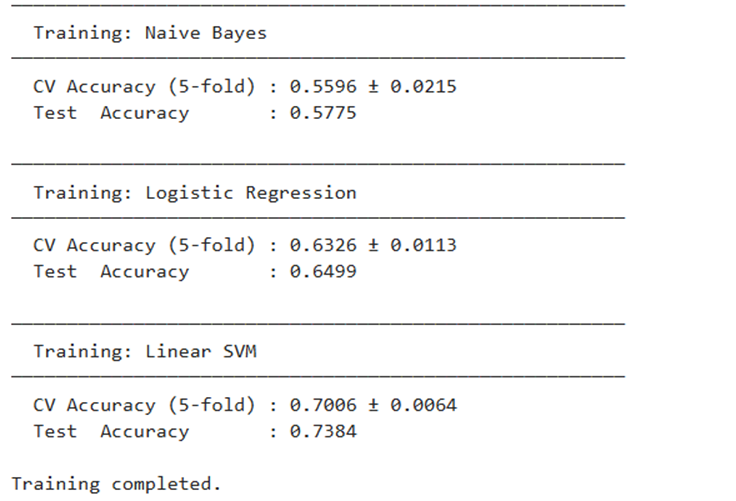 Training: Naive Bayes
CV Accuracy (5-fold) : 0.5596 ± 0.0215
Test  Accuracy       : 0.5775
Training: Logistic Regression
CV Accuracy (5-fold) : 0.6326 ± 0.0113
Test  Accuracy       : 0.6499
Training: Linear SVM
CV Accuracy (5-fold) : 0.7006 ± 0.0064
Test  Accuracy       : 0.7384
Training completed.